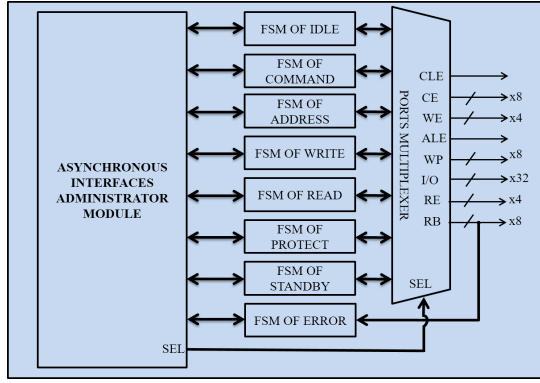 ASYNCHRONOUS
INTERFACES
ADMINISTRATOR
MODULE
SEL
FSM OF IDLE
FSM OF
COMMAND
FSM OF
ADDRESS
FSM OF WRITE
FSM OF READ
FSM OF
PROTECT
FSM OF
STANDBY
FSM OF ERROR
PORTS MULTIPLEXER
SEL
CLE
CE x8
WE x4
ALE
WP x8
I/O x32
RE x4
RB x8